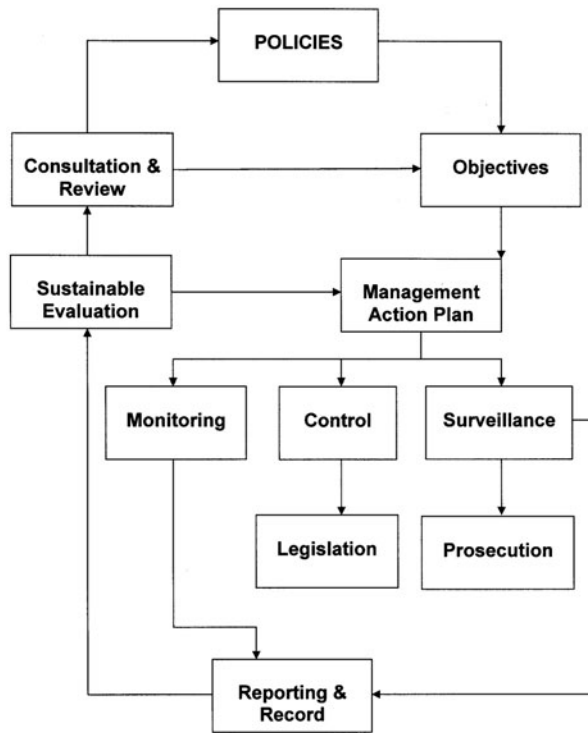 POLICIES
Consultation &
Review
Objectives
Sustainable
Evaluation
Management
Action Plan
Monitoring
Control
Surveillance
Legislation
Prosecution
Reporting &
Record